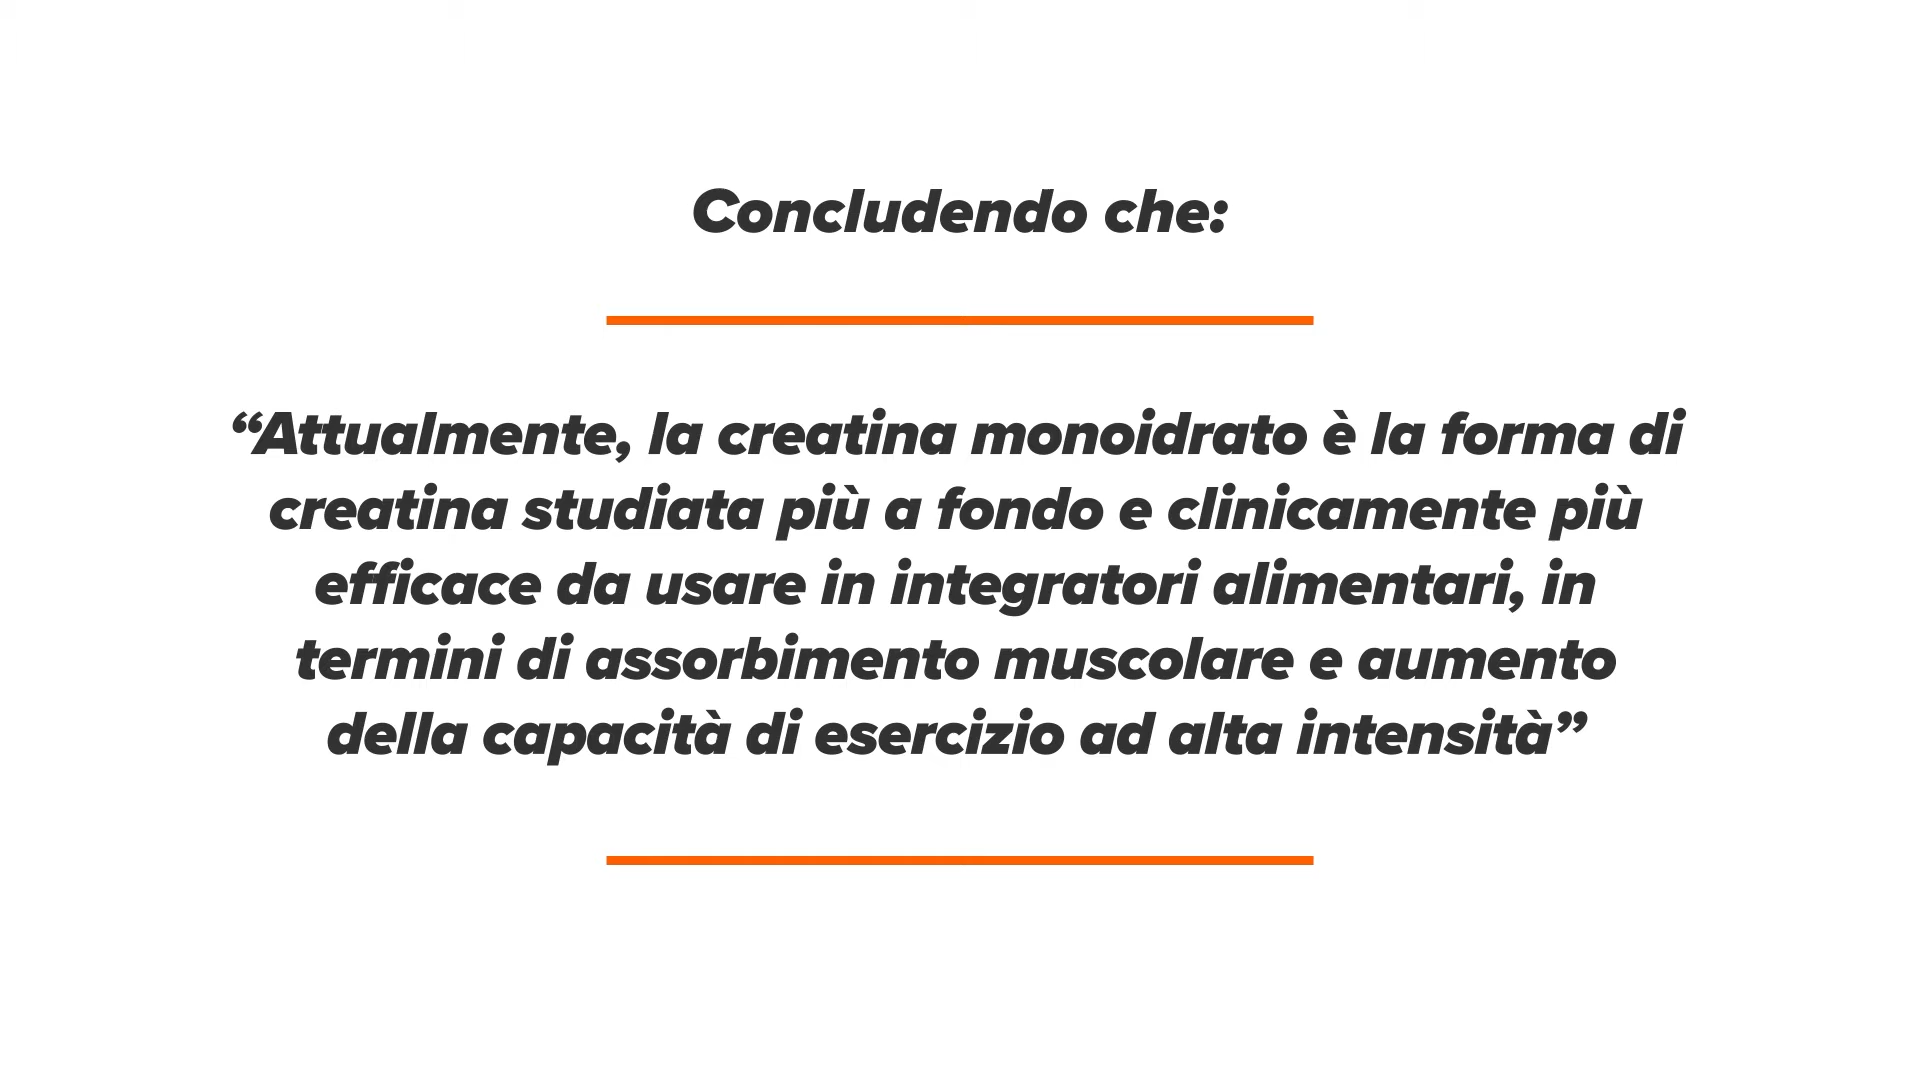 Concludendo che:
“Attualmente, la creatina monoidrato è la forma di
creatina studiata più a fondo e clinicamente più
efficace da usare in integratori alimentari, in
termini di assorbimento muscolare e aumento
della capacità di esercizio ad alta intensità”